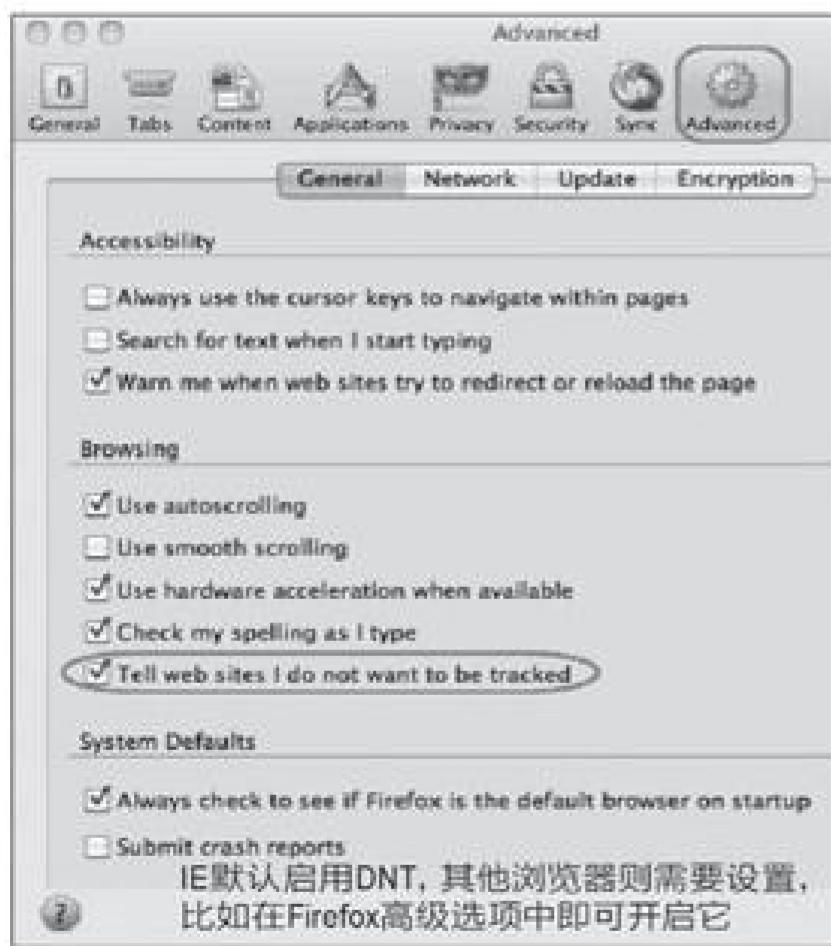 Advanced
General Tabs Content Applications Privacy Security Sync Advanced
General Network Update Encryption
Accessibility
Always use the cursor keys to navigate within pages
Search for text when I start typing
Warn me when web sites try to redirect or reload the page
Browsing
Use autoscrolling
Use smooth scrolling
Use hardware acceleration when available
Check my spelling as I type
Tell web sites I do not want to be tracked
System Defaults
Always check to see if Firefox is the default browser on startup
Submit crash reports
IE默认启用DNT, 其他浏览器则需要设置,
比如在Firefox高级选项中即可开启它
?